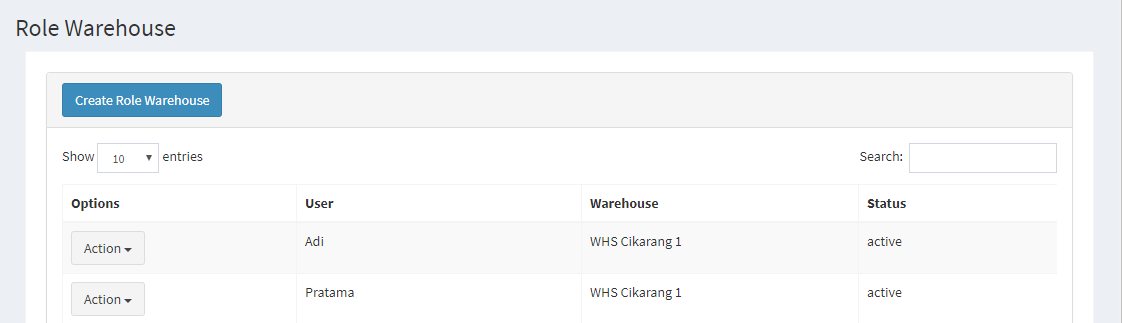 Role Warehouse
Create Role Warehouse
Show 10 entries Search:
Options User Warehouse Status
Action Adi WHS Cikarang 1 active
Action Pratama WHS Cikarang 1 active